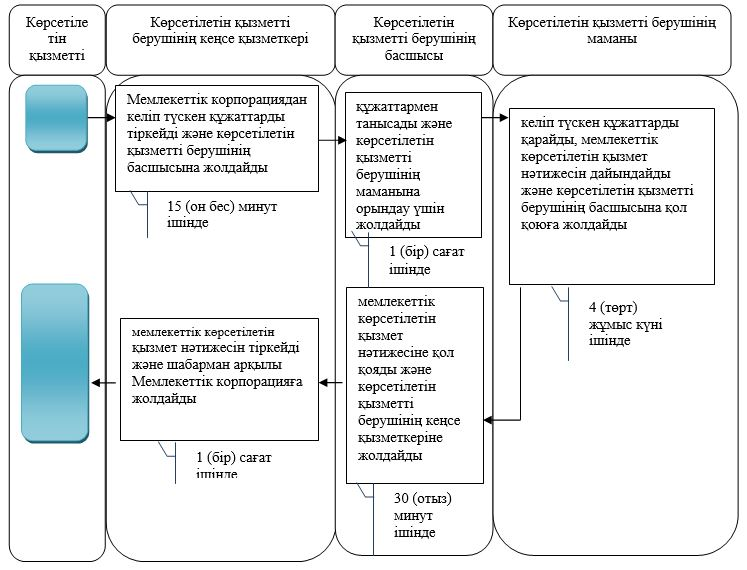 Көрсетіле
тін
қызметті
Көрсетілетін қызметті
берушінің кеңсе қызметкері
Көрсетілетін
қызметті берушінің
басшысы
Көрсетілетін қызметті берушінің
маманы
Мемлекеттік корпорациядан
келіп түскен құжаттарды
тіркейді және көрсетілетін
қызметті берушінің
басшысына жолдайды
15 (он бес) минут
ішінде
құжаттармен
танысады және
көрсетілетін
қызметті
берушінің
маманына
орындау үшін
жолдайды
1 (бір) сағат
ішінде
келіп түскен құжаттарды
қарайды, мемлекеттік
көрсетілетін қызмет
нәтижесін дайындайды
және көрсетілетін қызметті
берушінің басшысына қол
қоюға жолдайды
4 (төрт)
жұмыс күні
ішінде
мемлекеттік
көрсетілетін
қызмет
нәтижесіне қол
қояды және
көрсетілетін
қызметті
берушінің кеңсе
қызметкеріне
жолдайды
30 (отыз)
минут
ішінде
мемлекеттік көрсетілетін
қызмет нәтижесін тіркейді
және шабарман арқылы
Мемлекеттік корпорацияға
жолдайды
1 (бір) сағат
ішінде